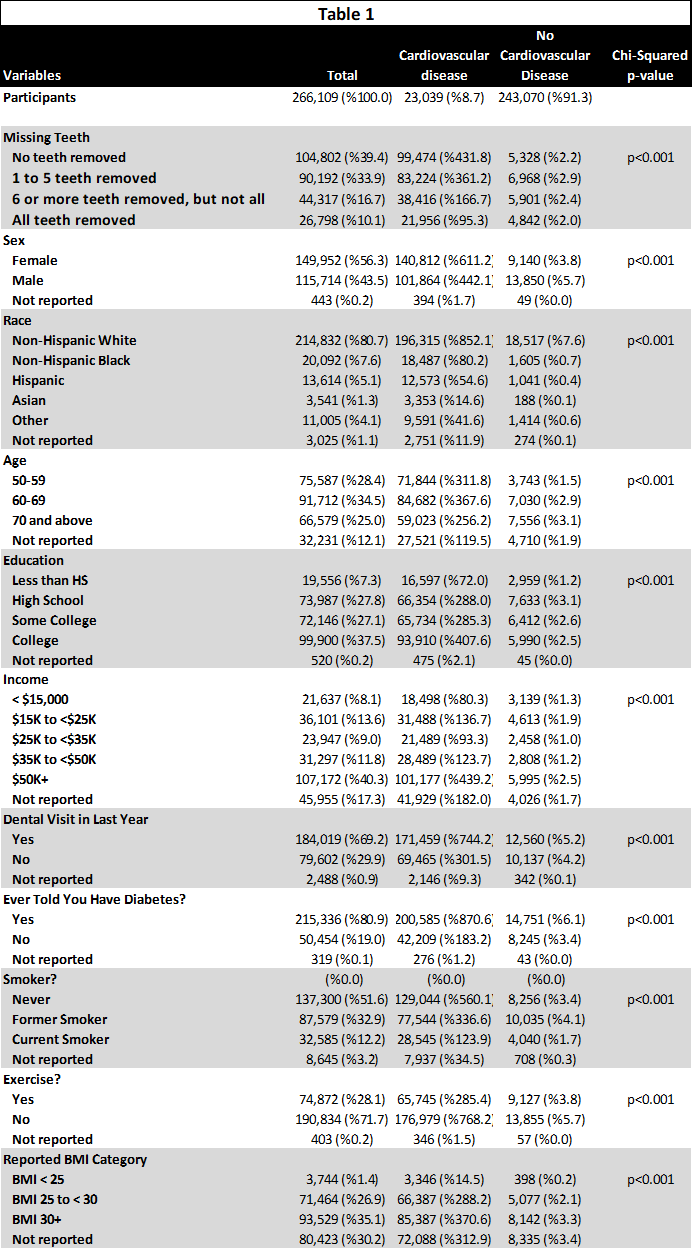 Table 1
No
Cardiovascular Cardiovascular Chi-Squared
Variables Total disease Disease p-value
Participants 266,109 (%100.0) 23,039 (%8.7) 243,070 (%91.3)
Missing Teeth
No teeth removed 104,802 (%39.4) 99,474 (%431.8) 5,328 (%2.2) p<0.001
1 to 5 teeth removed 90,192 (%33.9) 83,224 (%361.2) 6,968 (%2.9)
6 or more teeth removed, but not all 44,317 (%16.7) 38,416 (%166.7) 5,901 (%2.4)
All teeth removed 26,798 (%10.1) 21,956 (%95.3) 4,842 (%2.0)
Sex
Female 149,952 (%56.3) 140,812 (%611.2) 9,140 (%3.8) p<0.001
Male 115,714 (%43.5) 101,864 (%442.1) 13,850 (%5.7)
Not reported 443 (%0.2) 394 (%1.7) 49 (%0.0)
Race
Non-Hispanic White 214,832 (%80.7) 196,315 (%852.1) 18,517 (%7.6) p<0.001
Non-Hispanic Black 20,092 (%7.6) 18,487 (%80.2) 1,605 (%0.7)
Hispanic 13,614 (%5.1) 12,573 (%54.6) 1,041 (%0.4)
Asian 3,541 (%1.3) 3,353 (%14.6) 188 (%0.1)
Other 11,005 (%4.1) 9,591 (%41.6) 1,414 (%0.6)
Not reported 3,025 (%1.1) 2,751 (%11.9) 274 (%0.1)
Age
50-59 75,587 (%28.4) 71,844 (%311.8) 3,743 (%1.5) p<0.001
60-69 91,712 (%34.5) 84,682 (%367.6) 7,030 (%2.9)
70 and above 66,579 (%25.0) 59,023 (%256.2) 7,556 (%3.1)
Not reported 32,231 (%12.1) 27,521 (%119.5) 4,710 (%1.9)
Education
Less than HS 19,556 (%7.3) 16,597 (%72.0) 2,959 (%1.2) p<0.001
High School 73,987 (%27.8) 66,354 (%288.0) 7,633 (%3.1)
Some College 72,146 (%27.1) 65,734 (%285.3) 6,412 (%2.6)
College 99,900 (%37.5) 93,910 (%407.6) 5,990 (%2.5)
Not reported 520 (%0.2) 475 (%2.1) 45 (%0.0)
Income
< $15,000 21,637 (%8.1) 18,498 (%80.3) 3,139 (%1.3) p<0.001
$15K to <$25K 36,101 (%13.6) 31,488 (%136.7) 4,613 (%1.9)
$25K to <$35K 23,947 (%9.0) 21,489 (%93.3) 2,458 (%1.0)
$35K to <$50K 31,297 (%11.8) 28,489 (%123.7) 2,808 (%1.2)
$50K+ 107,172 (%40.3) 101,177 (%439.2) 5,995 (%2.5)
Not reported 45,955 (%17.3) 41,929 (%182.0) 4,026 (%1.7)
Dental Visit in Last Year
Yes 184,019 (%69.2) 171,459 (%744.2) 12,560 (%5.2) p<0.001
No 79,602 (%29.9) 69,465 (%301.5) 10,137 (%4.2)
Not reported 2,488 (%0.9) 2,146 (%9.3) 342 (%0.1)
Ever Told You Have Diabetes?
Yes 215,336 (%80.9) 200,585 (%870.6) 14,751 (%6.1) p<0.001
No 50,454 (%19.0) 42,209 (%183.2) 8,245 (%3.4)
Not reported 319 (%0.1) 276 (%1.2) 43 (%0.0)
Smoker? (%0.0) (%0.0) (%0.0)
Never 137,300 (%51.6) 129,044 (%560.1) 8,256 (%3.4) p<0.001
Former Smoker 87,579 (%32.9) 77,544 (%336.6) 10,035 (%4.1)
Current Smoker 32,585 (%12.2) 28,545 (%123.9) 4,040 (%1.7)
Not reported 8,645 (%3.2) 7,937 (%34.5) 708 (%0.3)
Exercise?
Yes 74,872 (%28.1) 65,745 (%285.4) 9,127 (%3.8) p<0.001
No 190,834 (%71.7) 176,979 (%768.2) 13,855 (%5.7)
Not reported 403 (%0.2) 346 (%1.5) 57 (%0.0)
Reported BMI Category
BMI < 25 3,744 (%1.4) 3,346 (%14.5) 398 (%0.2) p<0.001
BMI 25 to < 30 71,464 (%26.9) 66,387 (%288.2) 5,077 (%2.1)
BMI 30+ 93,529 (%35.1) 85,387 (%370.6) 8,142 (%3.3)
Not reported 80,423 (%30.2) 72,088 (%312.9) 8,335 (%3.4)